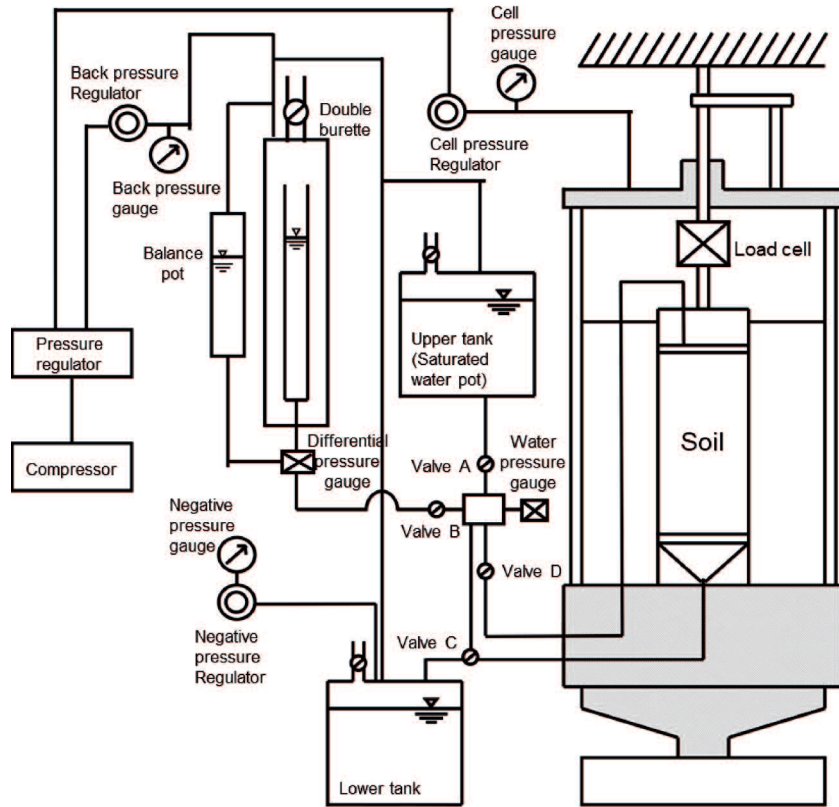 Cell
pressure
gauge
Back pressure
Regulator
Double
burette
Cell pressure
Regulator
Back pressure
gauge
Load cell
Balance
pot
Upper tank
(Saturated
water pot)
Pressure
regulator
Soil
Compressor
Differential
pressure
gauge
Valve A
Water
pressure
gauge
Negative
pressure
gauge
Valve B
Valve D
Negative
pressure
Regulator
Valve C
Lower tank